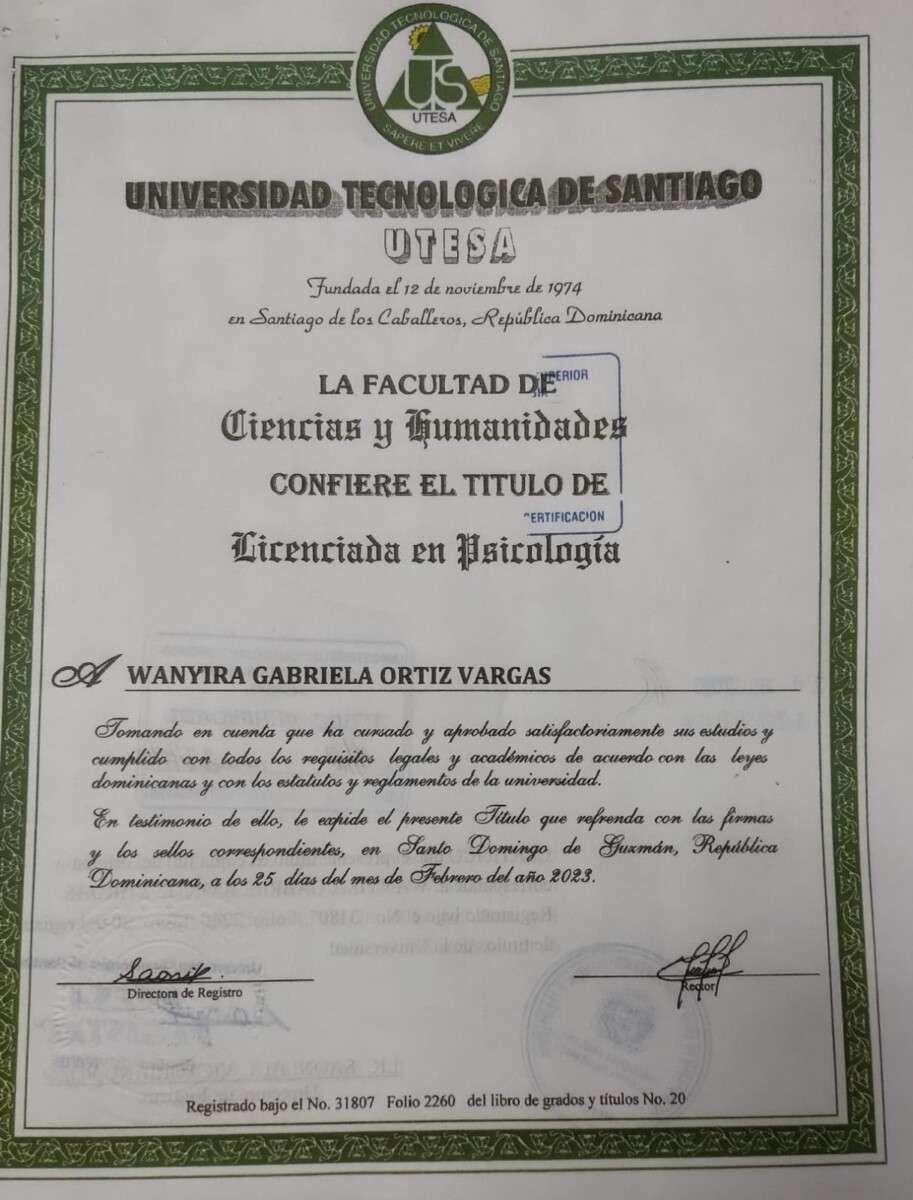 UNIVERSIDAD TECNOLOGICA DE SANTIAGO
UTESA
SAPERE ET VIVERE
UNIVERSIDAD TECNOLOGICA DE SANTIAGO
UTESA
Fundada el 12 de noviembre de 1974
en Santiago de los Caballeros, República Dominicana
LA FACULTAD DE
Ciencias y Humanidades
CONFIERE EL TITULO DE
ERTIFICACION
Licenciada en Psicología
A WANYIRA GABRIELA ORTIZ VARGAS
Tomando en cuenta que ha cursado y aprobado satisfactoriamente sus estudios y
cumplido con todos los requisitos legales y académicos de acuerdo con las leyes
dominicanas y con los estatutos y reglamentos de la universidad.
En testimonio de ello, le expide el presente Título que refrenda con las firmas
y los sellos correspondientes, en Santo Domingo de Guzmán, República
Dominicana, a los 25 días del mes de Febrero del año 2023.
Directora de Registro
Rector
Registrado bajo el No. 31807 Folio 2260 del libro de grados y títulos No. 20